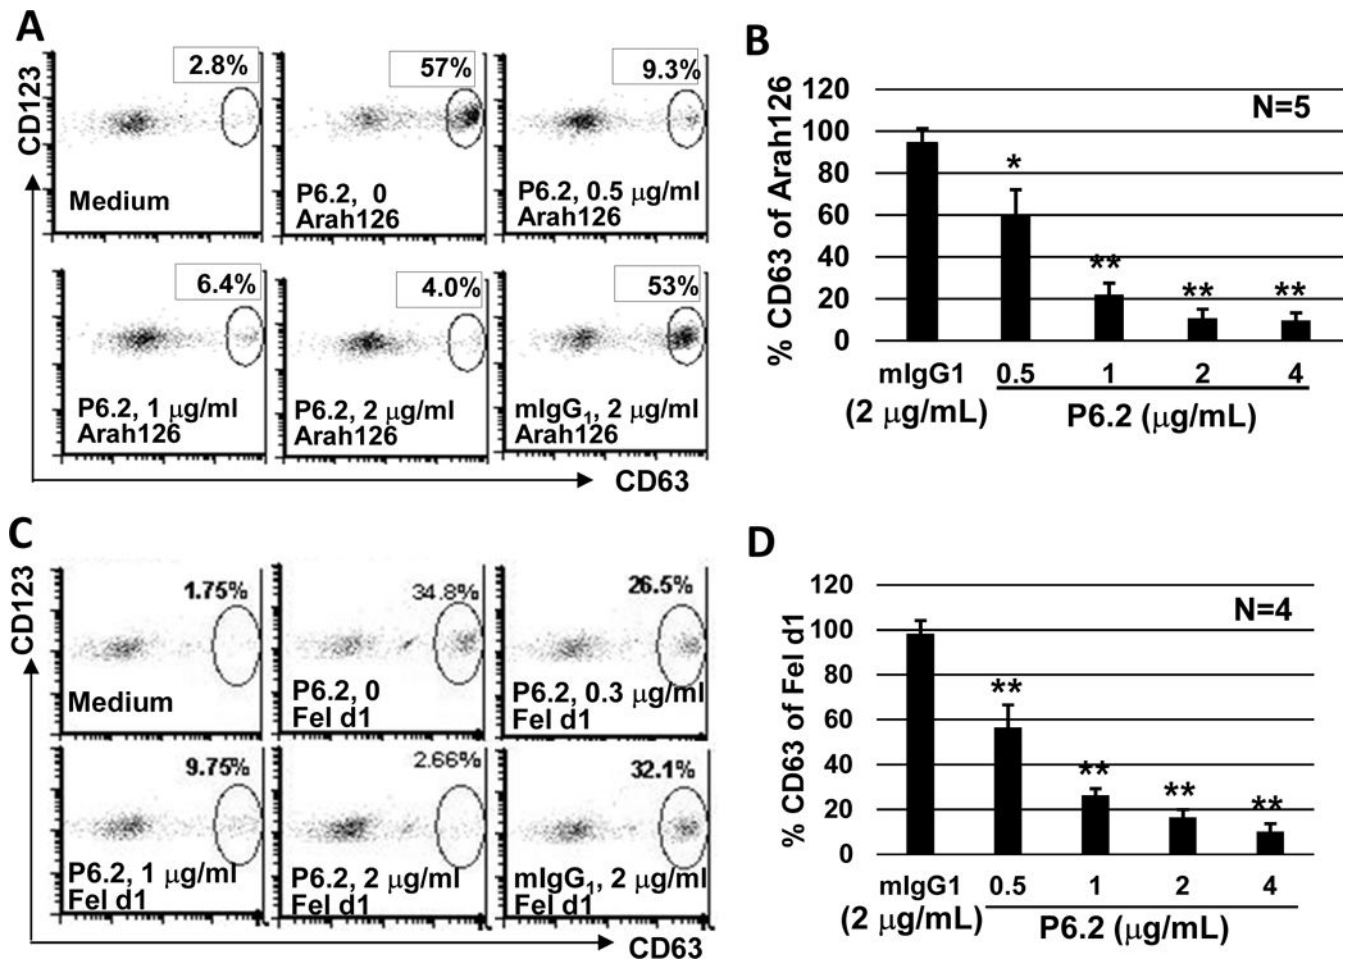 A
CD123
2.8%
Medium
57%
P6.2, 0
Arah126
9.3%
P6.2, 0.5 μg/ml
Arah126
6.4%
P6.2, 1 μg/ml
Arah126
4.0%
P6.2, 2 μg/ml
Arah126
53%
mIgG1, 2 μg/ml
Arah126
CD63
B
% CD63 of Arah126
120
100
80
60
40
20
0
N=5
*
**
**
**
mIgG1
(2 μg/mL)
0.5 1 2 4
P6.2 (μg/mL)
C
CD123
1.75%
Medium
34.8%
P6.2, 0
Fel d1
26.5%
P6.2, 0.3 μg/ml
Fel d1
9.75%
P6.2, 1 μg/ml
Fel d1
2.66%
P6.2, 2 μg/ml
Fel d1
32.1%
mIgG1, 2 μg/ml
Fel d1
CD63
D
% CD63 of Fel d1
120
100
80
60
40
20
0
N=4
**
**
**
**
mIgG1
(2 μg/mL)
0.5 1 2 4
P6.2 (μg/mL)